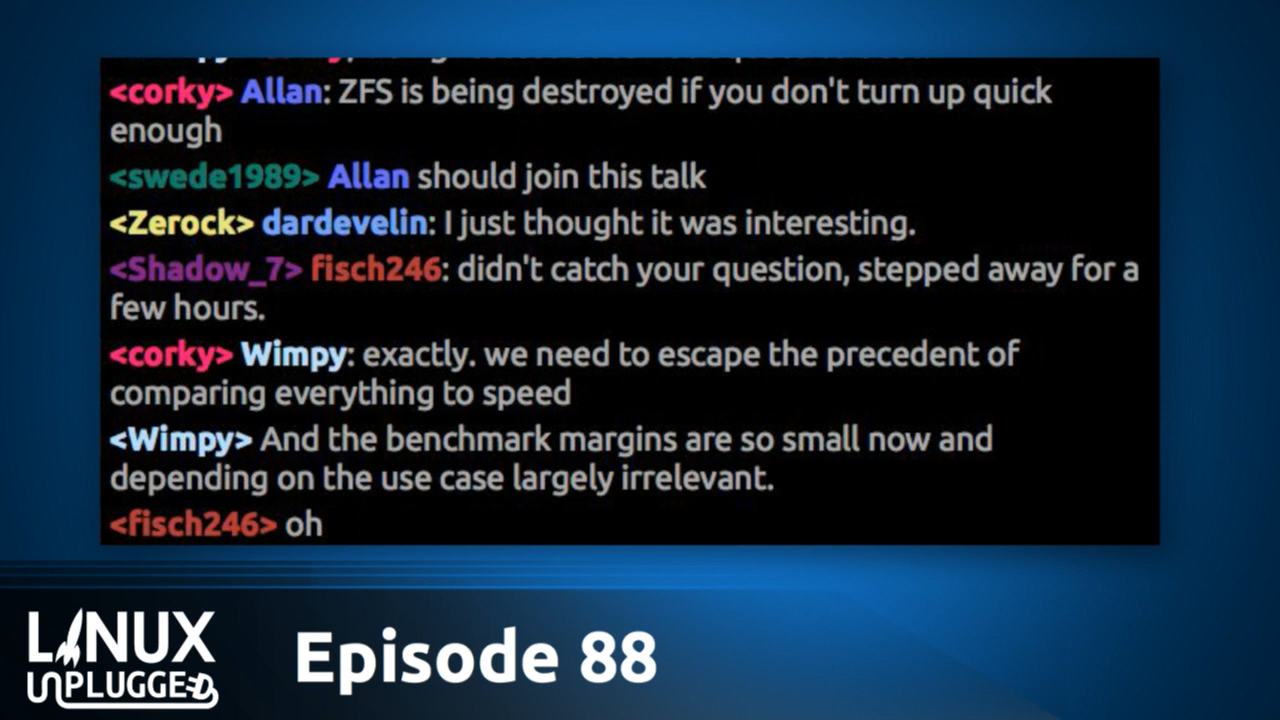 <corky> Allan: ZFS is being destroyed if you don't turn up quick
enough
<swede1989> Allan should join this talk
<Zerock> dardevelin: I just thought it was interesting.
<Shadow_7> fisch246: didn't catch your question, stepped away for a
few hours.
<corky> Wimpy: exactly. we need to escape the precedent of
comparing everything to speed
<Wimpy> And the benchmark margins are so small now and
depending on the use case largely irrelevant.
<fisch246> oh
LINUX
UNPLUGGED
Episode 88